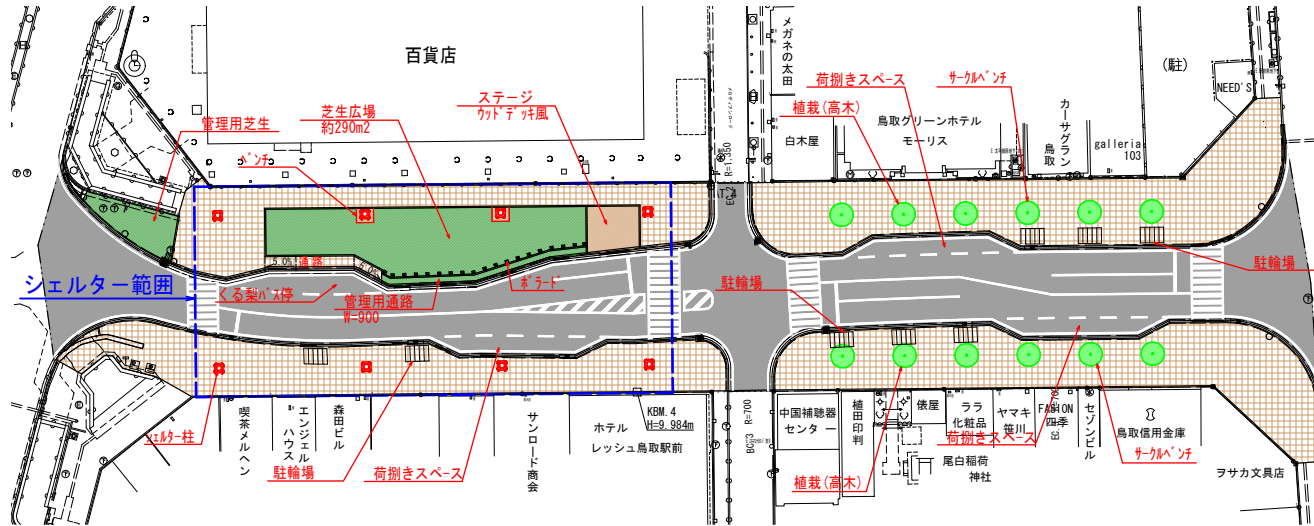 百貨店
管理用芝生
芝生広場
約290m2
ステージ
ウッドデッキ風
ベンチ
メガネの太田
荷捌きスペース
サークルベンチ
植栽(高木)
白木屋
鳥取グリーンホテル
モーリス
カーサグラン
鳥取
galleria
103
(駐)
NEED'S
R=1,350
シェルター範囲
5.0%
通路
くる梨バス停
管理用通路
W=900
ボラード
駐輪場
駐輪場
シェルター柱
喫茶メルヘン
エンジェル
ハウス
森田ビル
駐輪場
荷捌きスペース
サンロード商会
ホテル
レッシュ鳥取駅前
KBM.4
H=9.984m
BC.3 R=700
中国補聴器
センター
植田印判
俵屋
ララ
化粧品
ヤマキ
笹川
FASHION
四季
セゾンビル
鳥取信用金庫
荷捌きスペース
尾白稲荷
神社
植栽(高木)
サークルベンチ
ヲサカ文具店